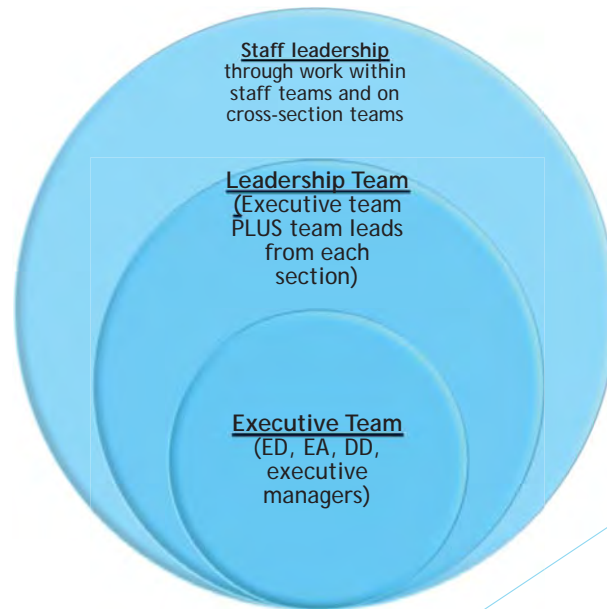 Staff leadership
through work within
staff teams and on
cross-section teams
Leadership Team
(Executive team
PLUS team leads
from each
section)
Executive Team
(ED, EA, DD,
executive
managers)